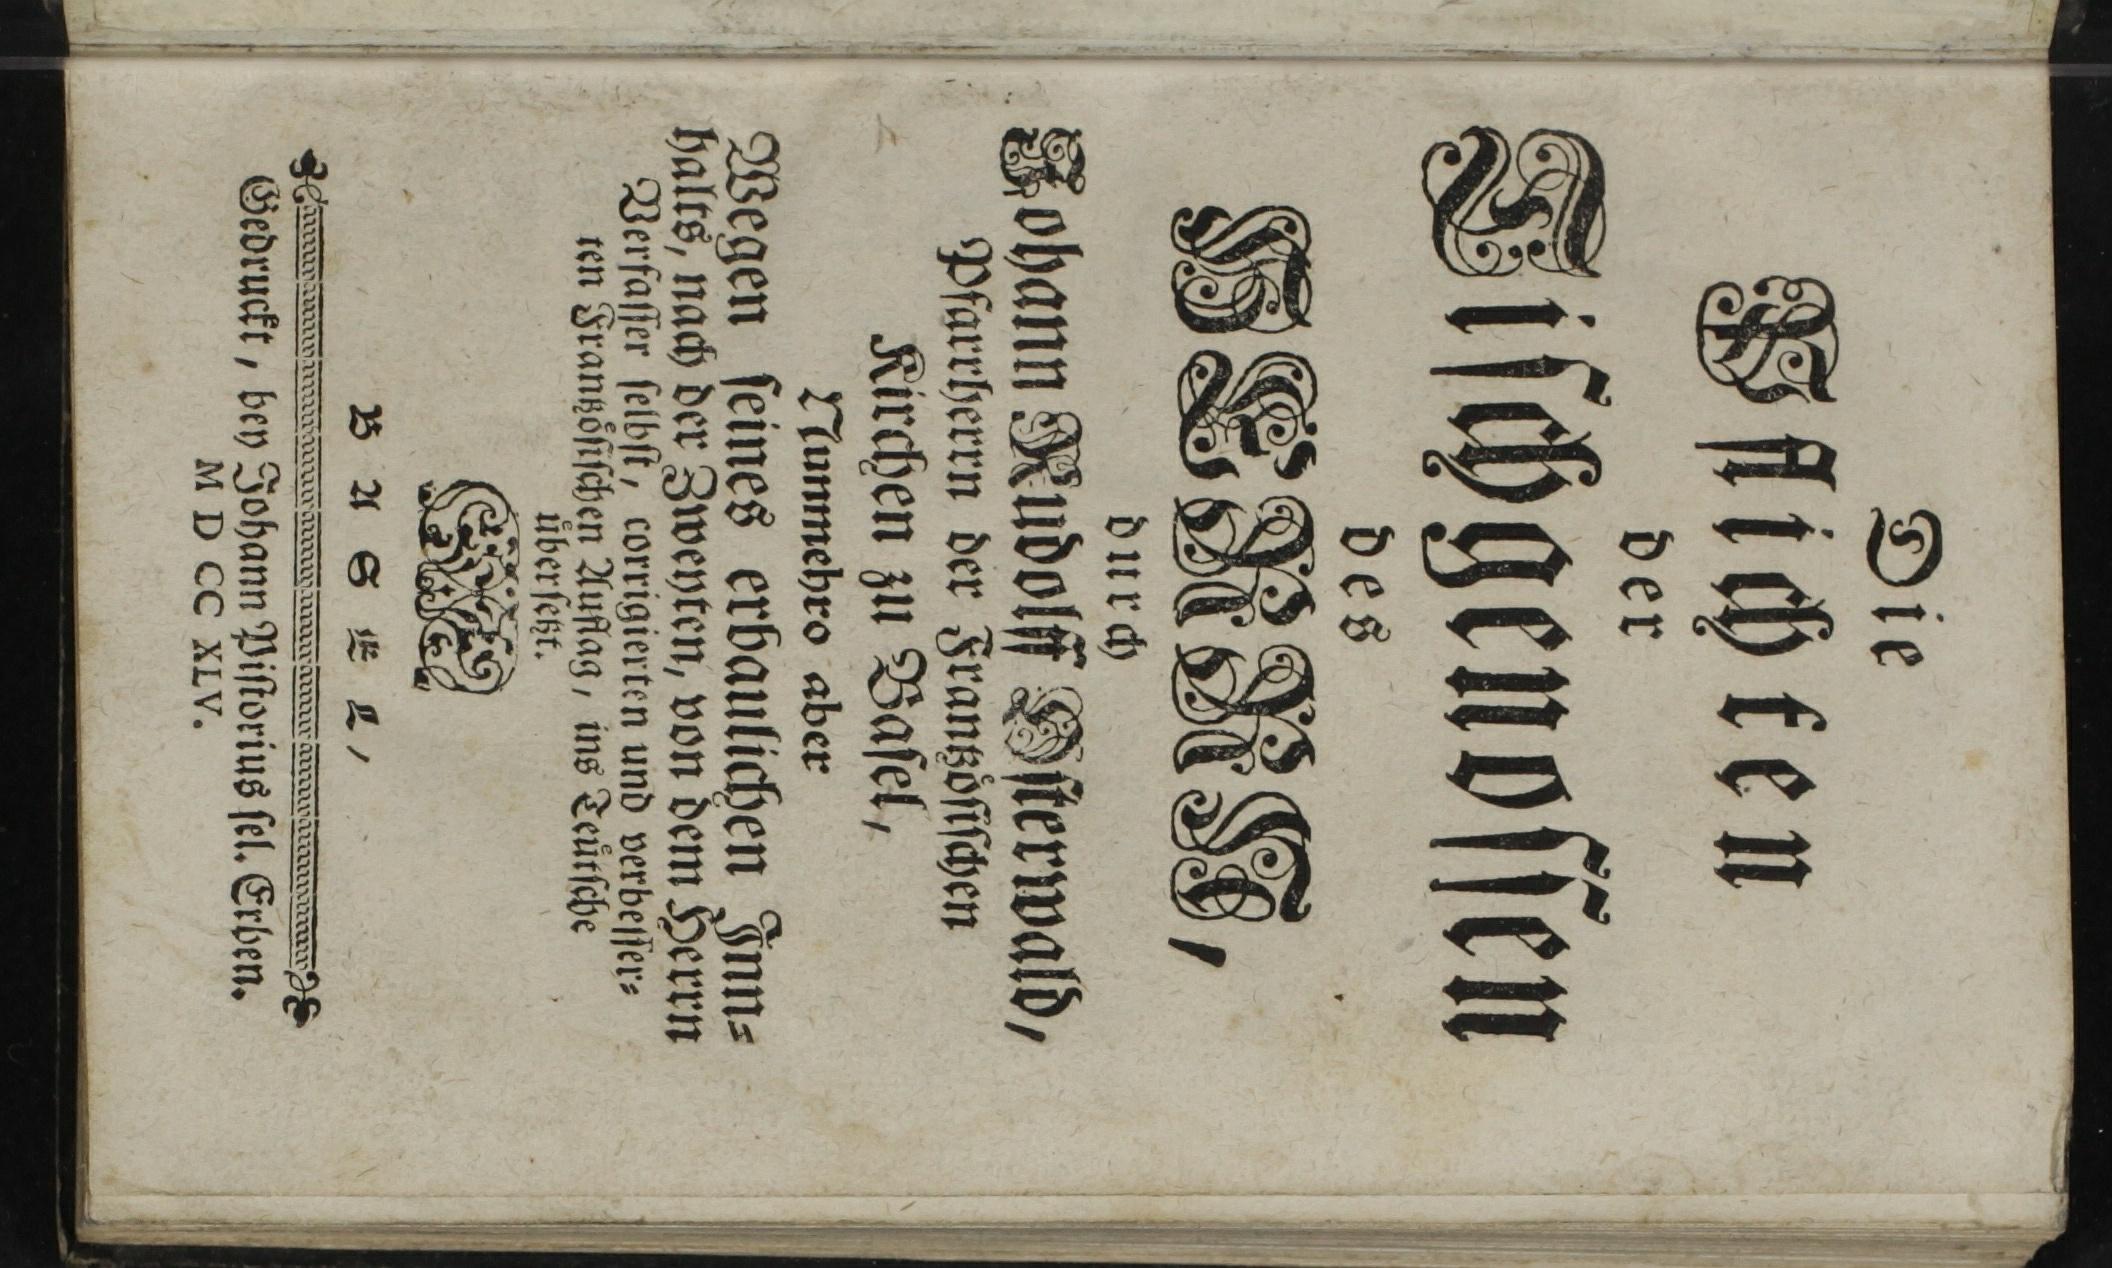 Die
Pflichten
der
Tischgenossen
des
HERRN,
durch
Johann Rudolff Osterwald,
Pfarrherrn der Frantzösischen
Kirchen zu Basel,
Nunmehro aber
Wegen seines erbaulichen Inn-
halts, nach der Zweyten, von dem Herrn
Verfasser selbst, corrigierten und verbesser-
ten Frantzösischen Auflag, ins Teutsche
übersetzt.
BASEL,
Gedruckt, bey Johann Pistorius sel. Erben.
MDCCXLV.